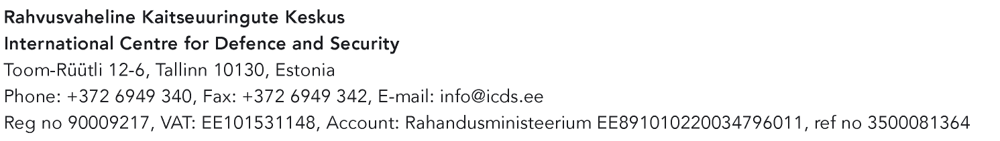 Rahvusvaheline Kaitseuuringute Keskus
International Centre for Defence and Security
Toom-Rüütli 12-6, Tallinn 10130, Estonia
Phone: +372 6949 340, Fax: +372 6949 342, E-mail: info@icds.ee
Reg no 90009217, VAT: EE101531148, Account: Rahandusministeerium EE891010220034796011, ref no 3500081364